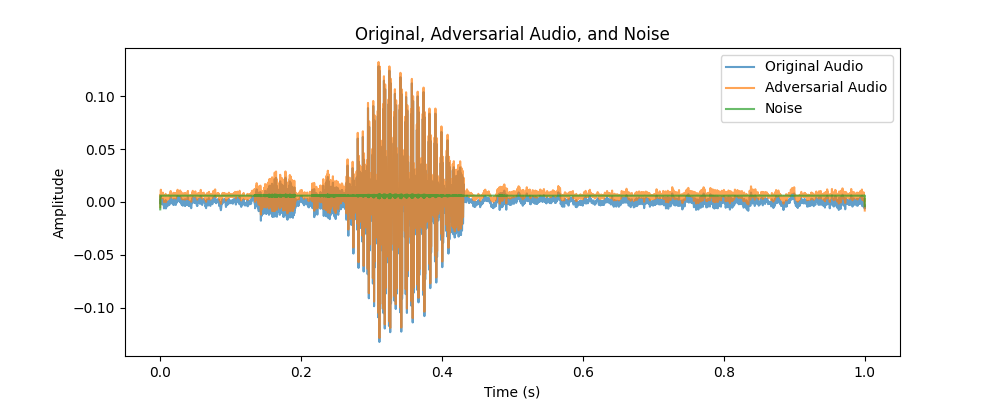 Original, Adversarial Audio, and Noise
Original Audio
Adversarial Audio
Noise
Amplitude
0.10
0.05
0.00
−0.05
−0.10
0.0
0.2
0.4
0.6
0.8
1.0
Time (s)